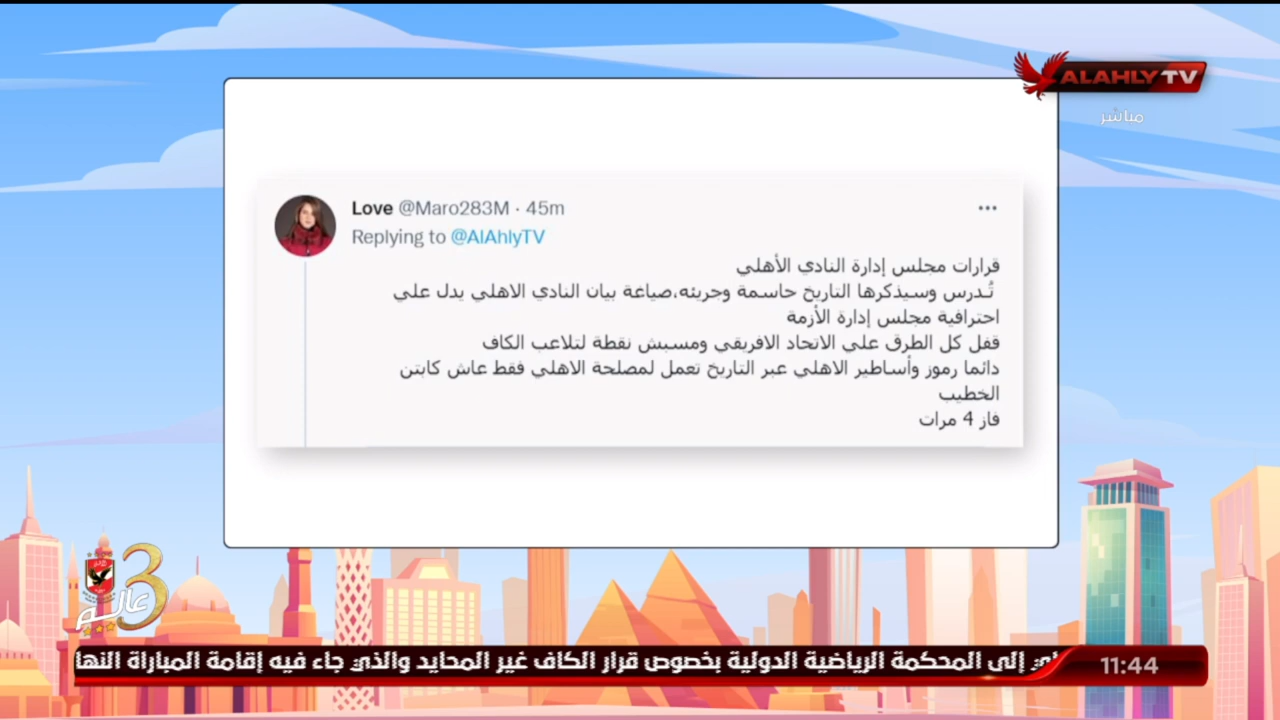 ALAHLY TV
مباشر
Love @Maro283M · 45m
Replying to @AlAhlyTV
قرارات مجلس إدارة النادي الأهلي
تُدرس وسيذكرها التاريخ حاسمة وجريئه،صياغة بيان النادي الاهلي يدل علي
احترافية مجلس إدارة الأزمة
قفل كل الطرق علي الاتحاد الافريقي ومسبش نقطة لتلاعب الكاف
دائما رموز وأساطير الاهلي عبر التاريخ تعمل لمصلحة الاهلي فقط عاش كابتن
الخطيب
فاز 4 مرات
3 عالم
إلى المحكمة الرياضية الدولية بخصوص قرار الكاف غير المحايد والذي جاء فيه إقامة المباراة النها
11:44